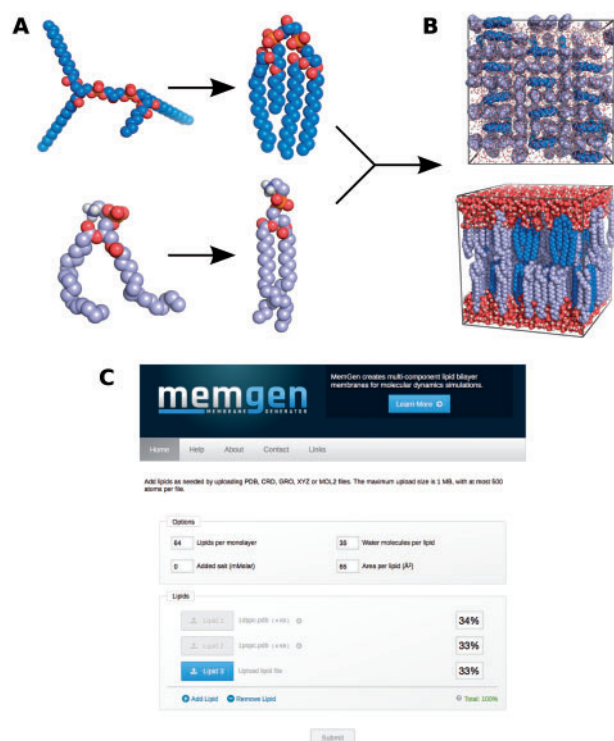 A
B
C
memgen
MEMBRANE GENERATOR
MemGen creates multi-component lipid bilayer
membranes for molecular dynamics simulations.
Learn More
Home Help About Contact Links
Add lipids as seeded by uploading PDB, CRD, GRO, XYZ or MOL2 files. The maximum upload size is 1 MB, with at most 500
atoms per file.
Options
64 Lipids per monolayer 35 Water molecules per lipid
0 Added salt (mMolar) 65 Area per lipid (Å²)
Lipids
Lipid 1 34%
Lipid 2 33%
Lipid 3 Upload lipid file 33%
Add Lipid Remove Lipid Total: 100%
Submit